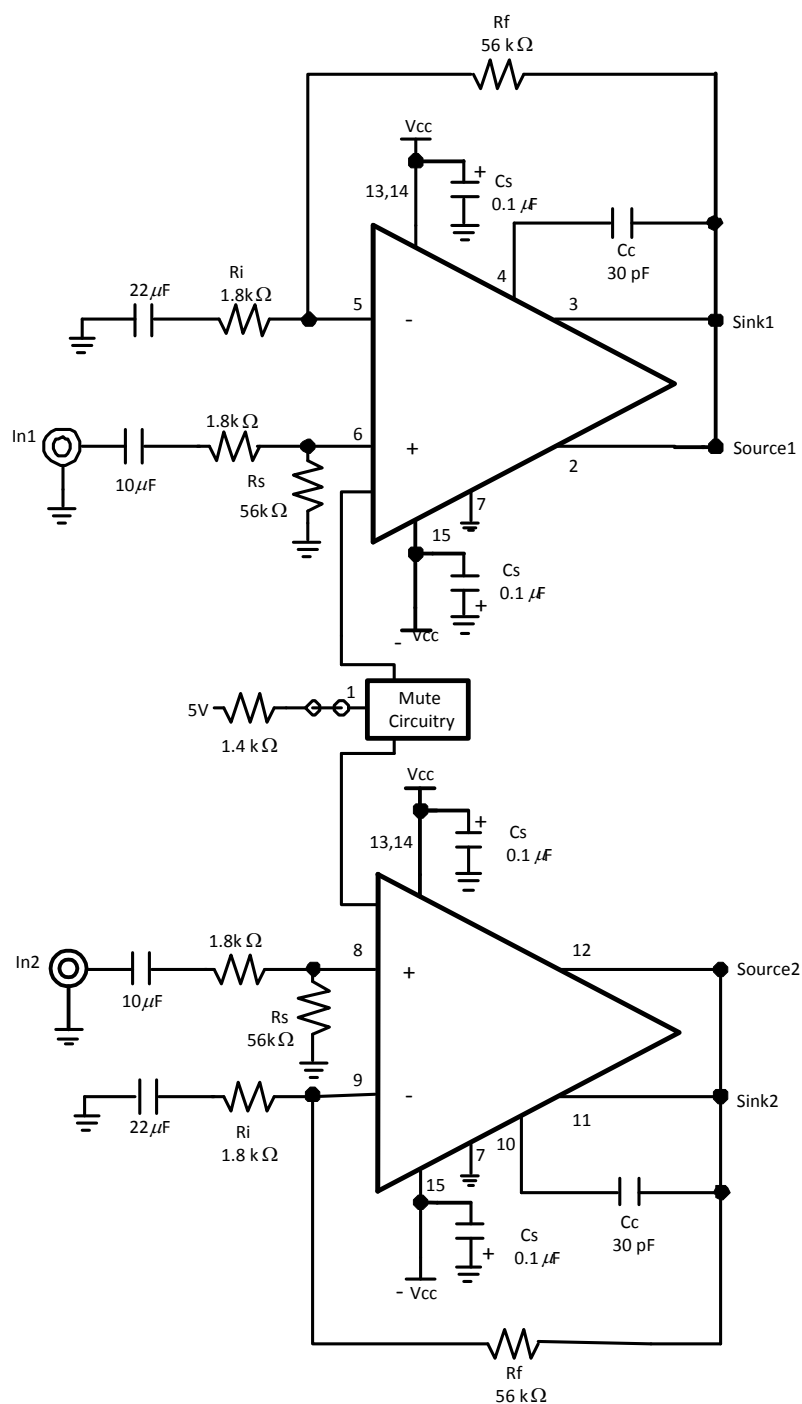 Rf
56 kΩ
Vcc
13,14
+
Cs
0.1 µF
4
Cc
30 pF
22µF
Ri
1.8kΩ
5
-
3
Sink1
In1
10µF
1.8kΩ
6
+
Rs
56kΩ
2
Source1
7
15
Cs
0.1 µF
+
- Vcc
5V
1.4 kΩ
1
Mute
Circuitry
Vcc
13,14
+
Cs
0.1 µF
In2
10µF
1.8kΩ
8
+
Rs
56kΩ
12
Source2
22µF
Ri
1.8 kΩ
9
-
11
Sink2
10
7
15
Cc
30 pF
Cs
0.1 µF
+
- Vcc
Rf
56 kΩ